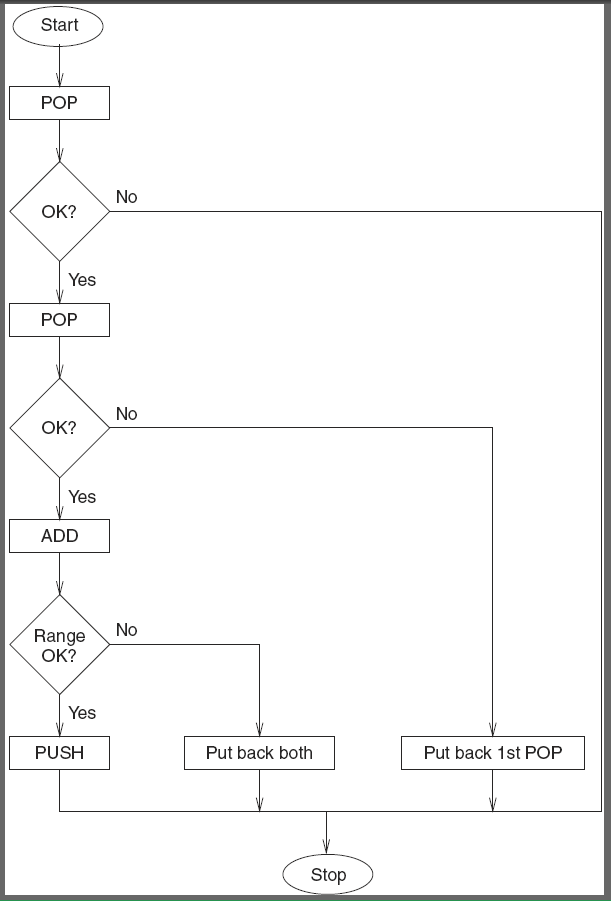 Start
POP
OK?
No
Yes
POP
OK?
No
Yes
ADD
Range
OK?
No
Yes
PUSH
Put back both
Put back 1st POP
Stop